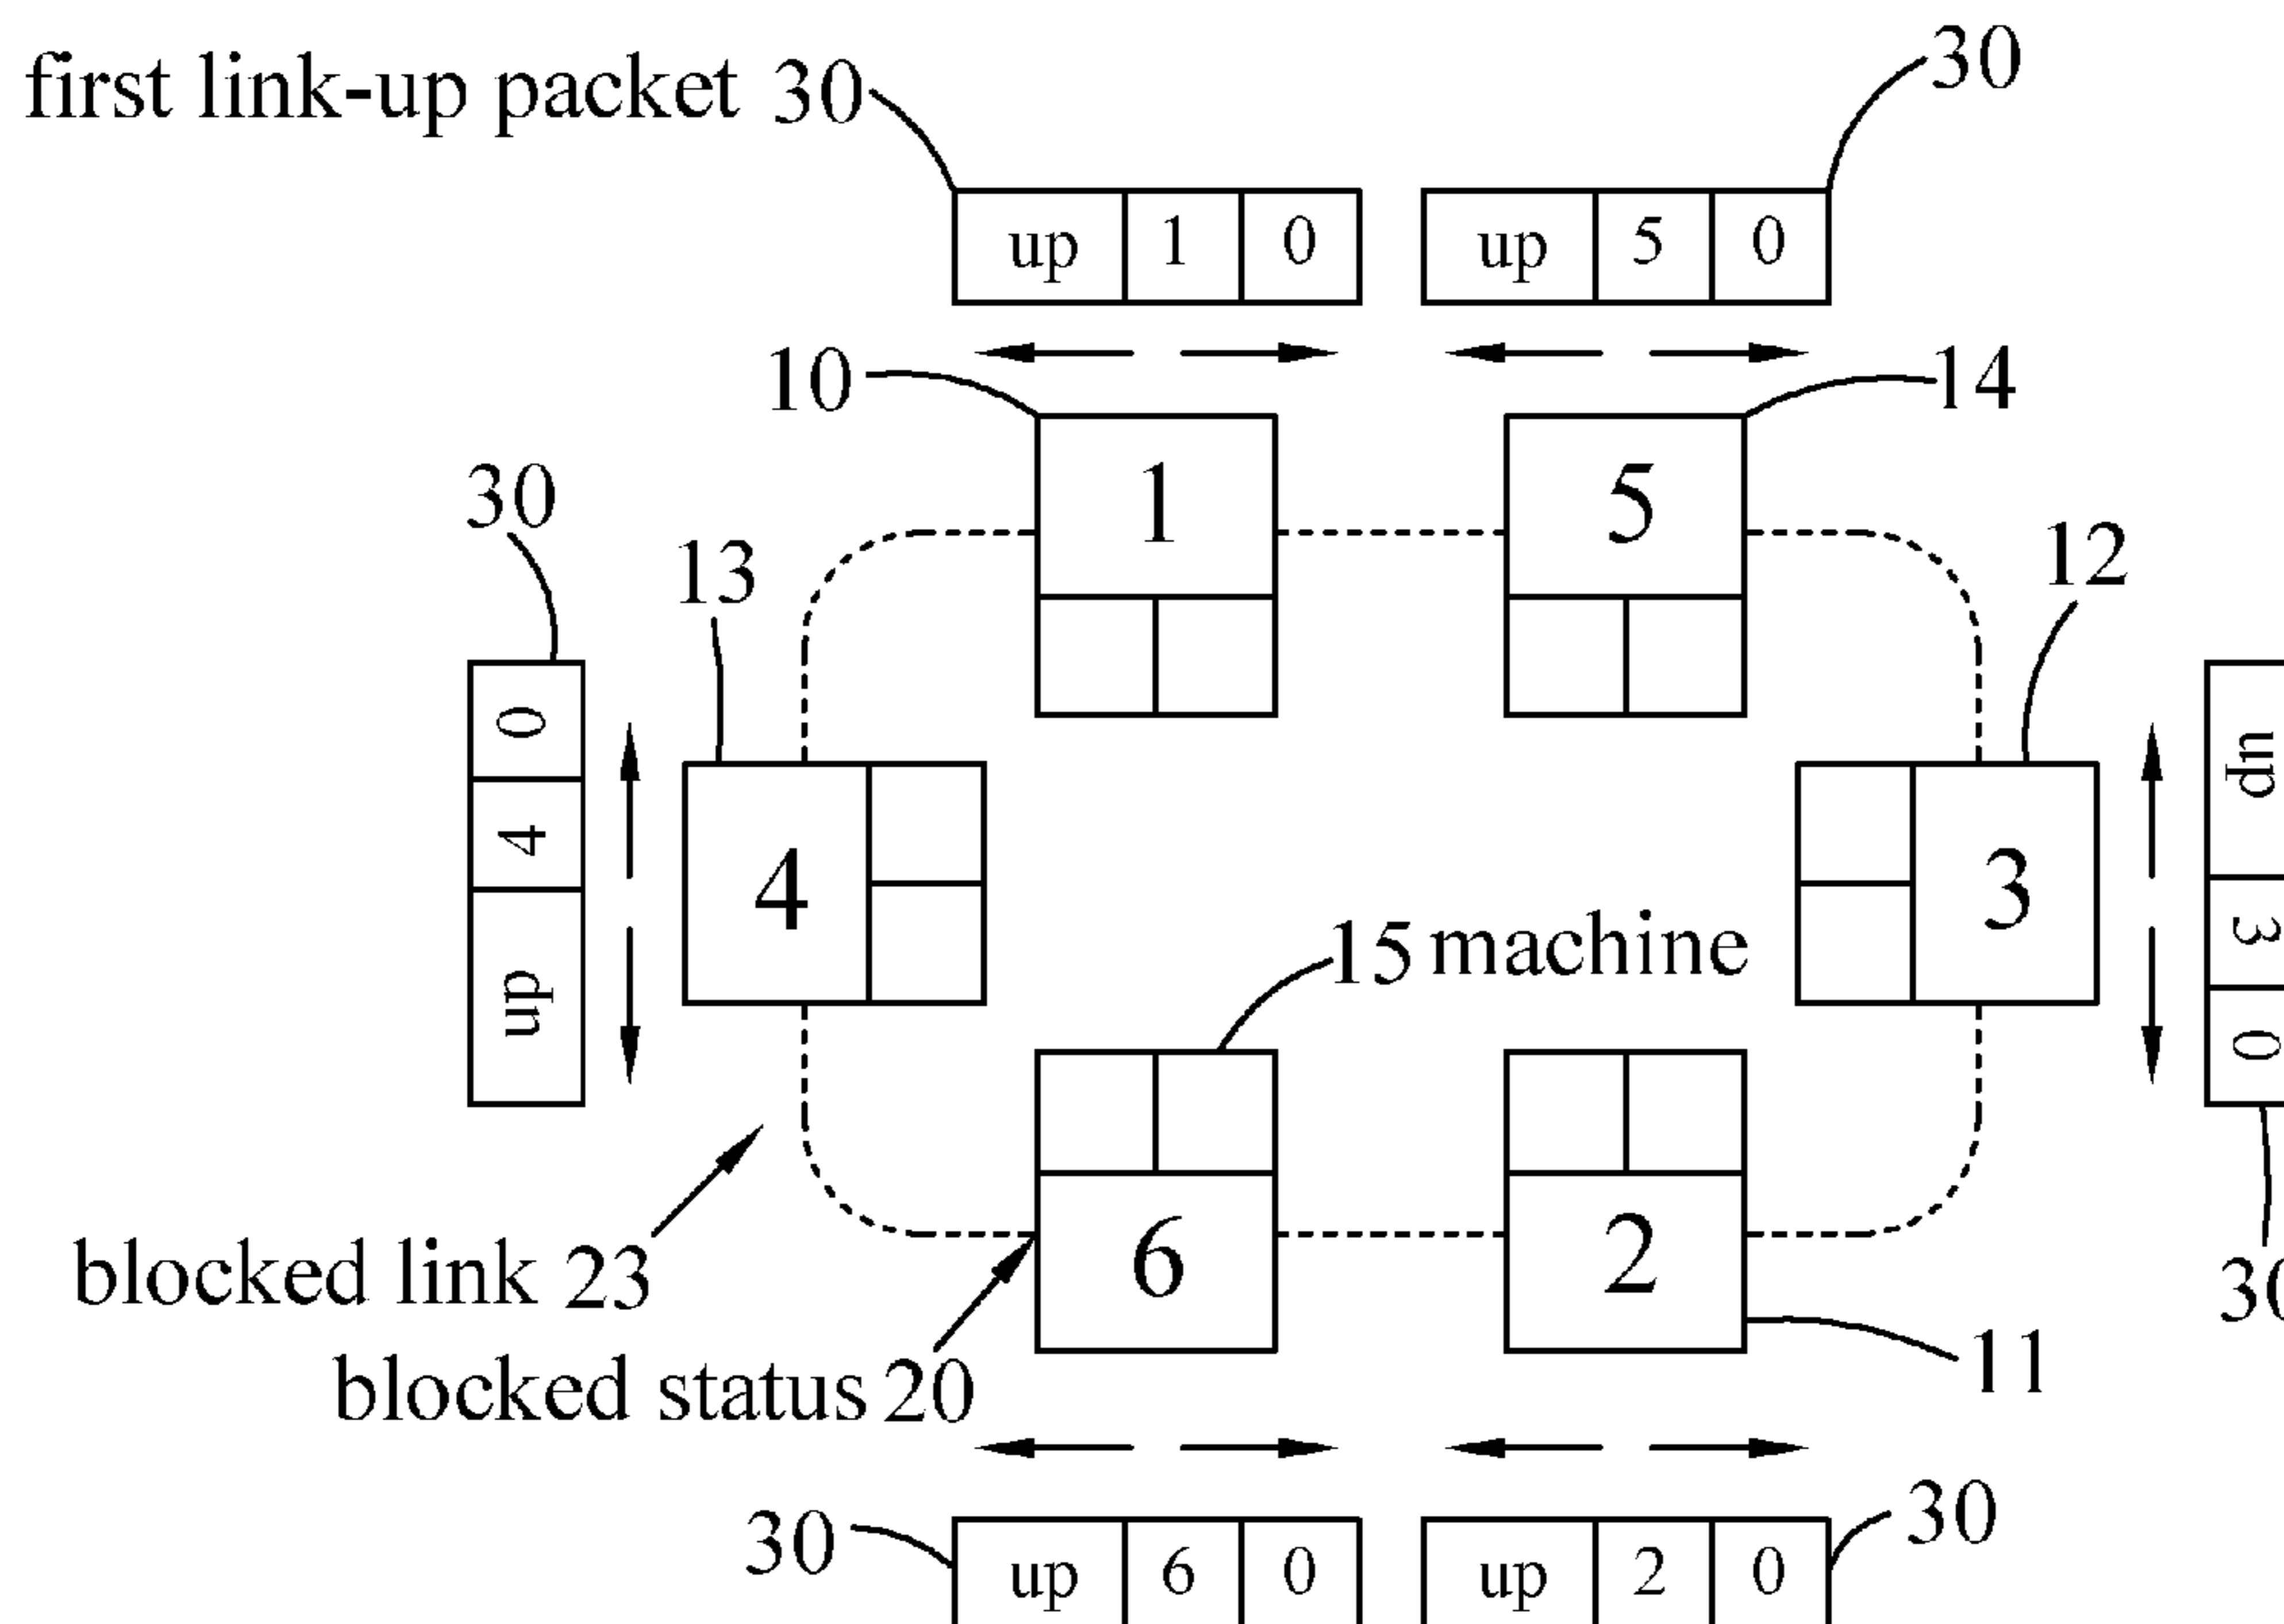 first link-up packet 30
30
up 1 0
up 5 0
10
14
30
13
1
5
12
0
4
up
4
3
up
3
0
15 machine
blocked link 23
6
2
30
blocked status 20
11
30
up 6 0
up 2 0
30